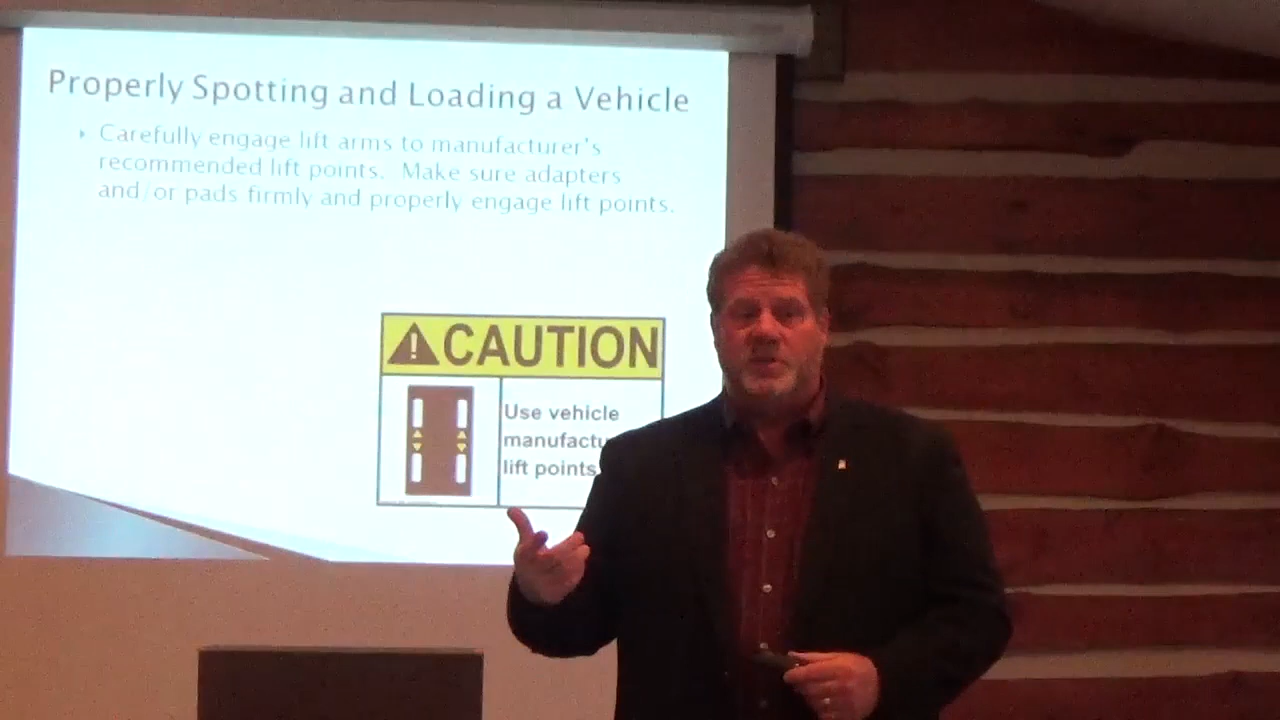 Properly Spotting and Loading a Vehicle
Carefully engage lift arms to manufacturer's
recommended lift points. Make sure adapters
and/or pads firmly and properly engage lift points.
CAUTION
Use vehicle
manufactu
lift points